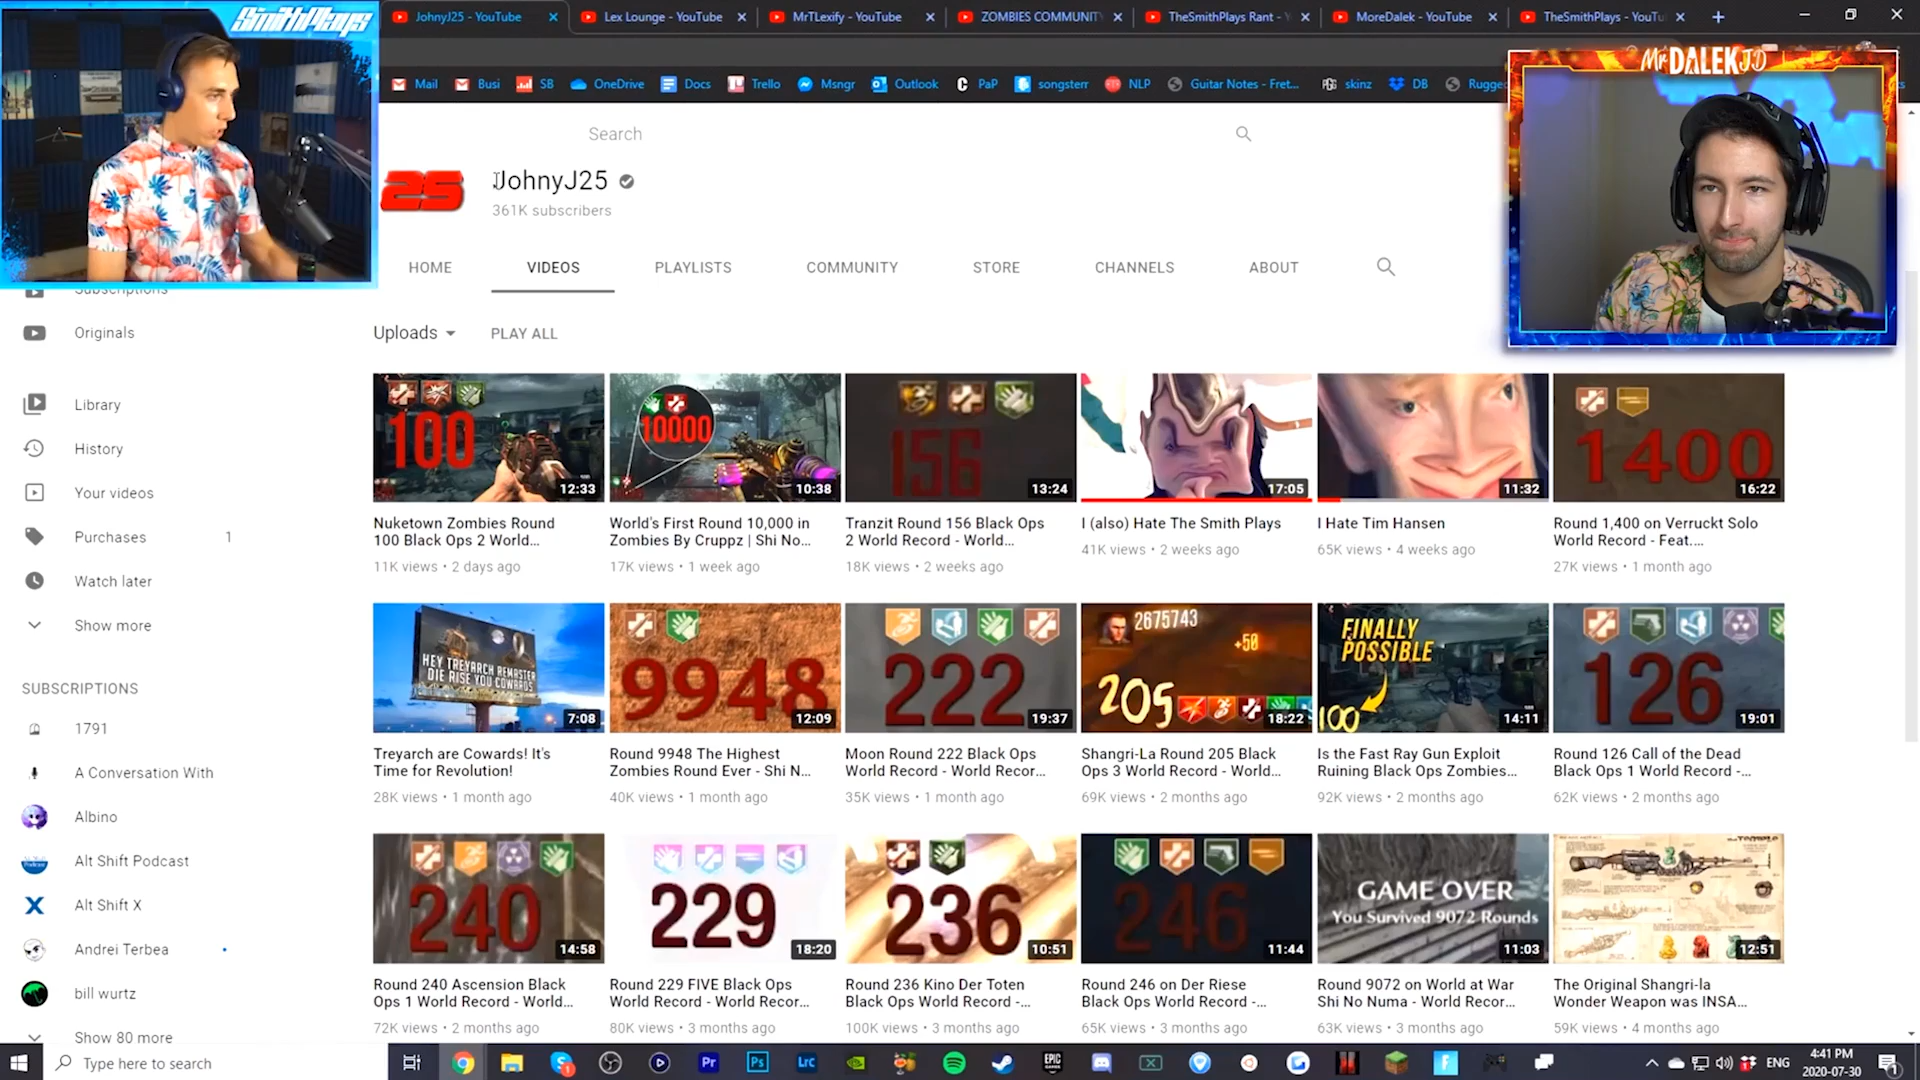 SMITHPLAYS
JohnyJ25 - YouTube
Lex Lounge - YouTube
MrTLexify - YouTube
ZOMBIES COMMUNIT
TheSmithPlays Rant -
MoreDalek - YouTube
TheSmithPlays - YouTu
Mail
Busi
SB
OneDrive
Docs
Trello
Msngr
Outlook
PaP
songsterr
NLP
Guitar Notes - Fret...
skinz
DB
Rugge
MrDALEKJD
Search
25
JohnyJ25
361K subscribers
HOME
VIDEOS
PLAYLISTS
COMMUNITY
STORE
CHANNELS
ABOUT
Subscriptions
Originals
Library
History
Your videos
Purchases 1
Watch later
Show more
SUBSCRIPTIONS
1791
A Conversation With
Albino
Alt Shift Podcast
Alt Shift X
Andrei Terbea
bill wurtz
Show 80 more
Uploads
PLAY ALL
100
12:33
Nuketown Zombies Round
100 Black Ops 2 World...
11K views • 2 days ago
10000
10:38
World's First Round 10,000 in
Zombies By Cruppz | Shi No...
17K views • 1 week ago
156
13:24
Tranzit Round 156 Black Ops
2 World Record - World...
18K views • 2 weeks ago
17:05
I (also) Hate The Smith Plays
41K views • 2 weeks ago
11:32
I Hate Tim Hansen
65K views • 4 weeks ago
1400
16:22
Round 1,400 on Verruckt Solo
World Record - Feat....
27K views • 1 month ago
HEY TREYARCH REMASTER
DIE RISE YOU COWARDS
7:08
Treyarch are Cowards! It's
Time for Revolution!
28K views • 1 month ago
9948
12:09
Round 9948 The Highest
Zombies Round Ever - Shi N...
40K views • 1 month ago
222
19:37
Moon Round 222 Black Ops
World Record - World Recor...
35K views • 1 month ago
2675743
+50
205
18:22
Shangri-La Round 205 Black
Ops 3 World Record - World...
69K views • 2 months ago
FINALLY
POSSIBLE
100
14:11
Is the Fast Ray Gun Exploit
Ruining Black Ops Zombies...
92K views • 2 months ago
126
19:01
Round 126 Call of the Dead
Black Ops 1 World Record -...
62K views • 2 months ago
240
14:58
Round 240 Ascension Black
Ops 1 World Record - World...
72K views • 2 months ago
229
18:20
Round 229 FIVE Black Ops
World Record - World Recor...
80K views • 3 months ago
236
10:51
Round 236 Kino Der Toten
Black Ops World Record -...
100K views • 3 months ago
246
11:44
Round 246 on Der Riese
Black Ops World Record -...
65K views • 3 months ago
GAME OVER
You Survived 9072 Rounds
11:03
Round 9072 on World at War
Shi No Numa - World Recor...
63K views • 3 months ago
12:51
The Original Shangri-la
Wonder Weapon was INSA...
59K views • 4 months ago
Type here to search
Pr
Ps
Lrc
EPIC
ENG
4:41 PM
2020-07-30